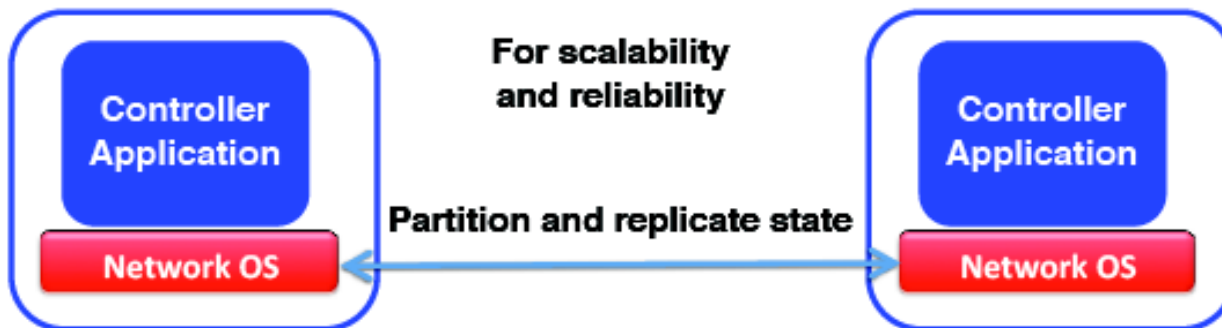 Controller
Application
Network OS
For scalability
and reliability
Partition and replicate state
Controller
Application
Network OS